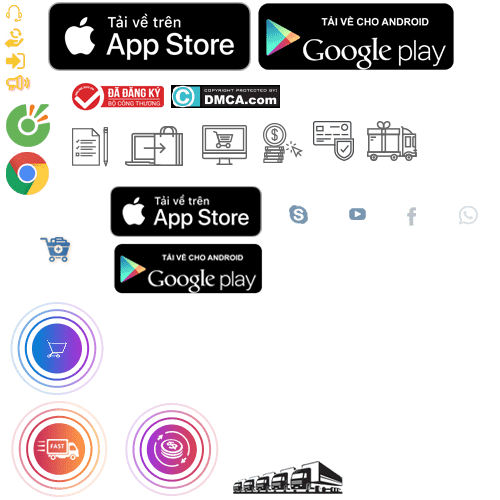 Tải về trên
App Store
TẢI VỀ CHO ANDROID
Google play
ĐÃ ĐĂNG KÝ
BỘ CÔNG THƯƠNG
COPYRIGHT PROTECTED BY:
DMCA.com
Tải về trên
App Store
TẢI VỀ CHO ANDROID
Google play
FAST